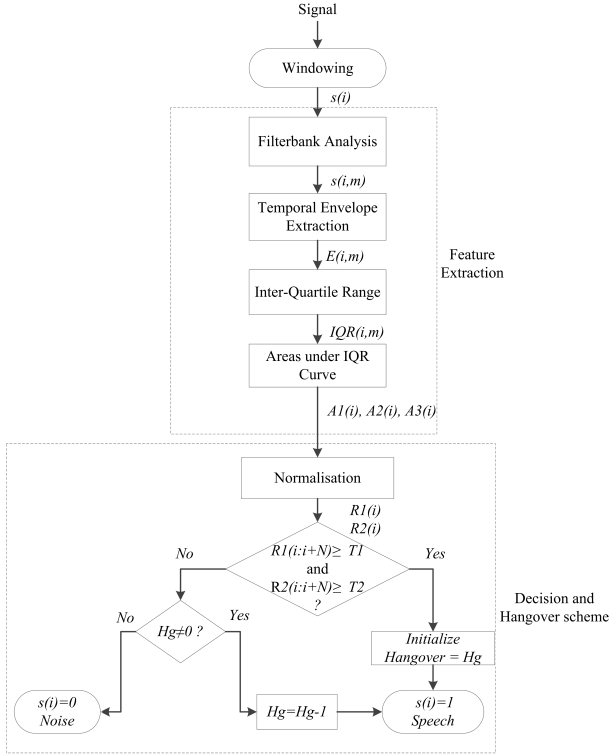 Signal
Windowing
s(i)
Filterbank Analysis
s(i,m)
Temporal Envelope
Extraction
E(i,m)
Feature
Extraction
Inter-Quartile Range
IQR(i,m)
Areas under IQR
Curve
A1(i), A2(i), A3(i)
Normalisation
R1(i)
R2(i)
R1(i:i+N)≥ T1
and
R2(i:i+N)≥ T2
?
No
Yes
Decision and
Hangover scheme
Hg≠0 ?
No
Yes
Initialize
Hangover = Hg
s(i)=0
Noise
Hg=Hg-1
s(i)=1
Speech